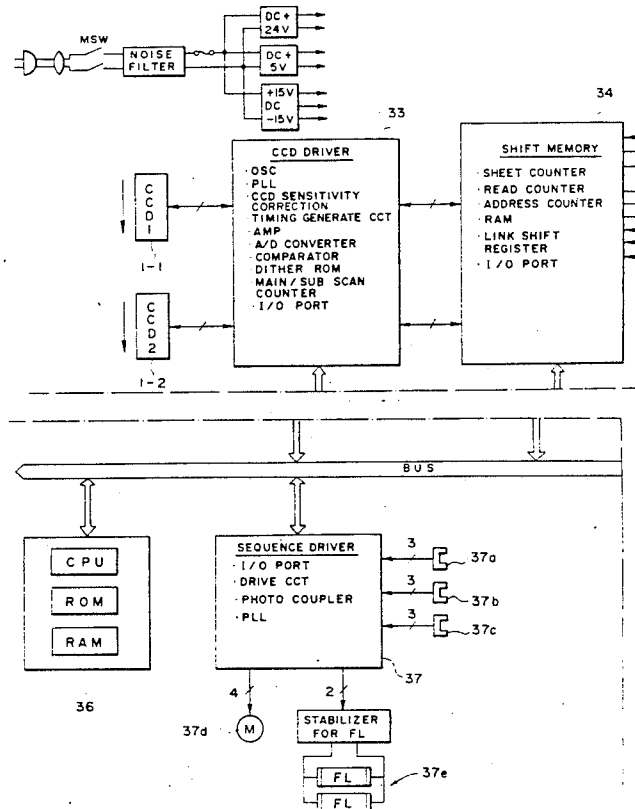 MSW
NOISE
FILTER
DC+
24V
DC+
5V
+15V
DC
-15V
33
34
CCD DRIVER
· OSC
· PLL
· CCD SENSITIVITY
CORRECTION
· TIMING GENERATE CCT
· AMP
· A/D CONVERTER
· COMPARATOR
· DITHER ROM
· MAIN/SUB SCAN
COUNTER
· I/O PORT
SHIFT MEMORY
· SHEET COUNTER
· READ COUNTER
· ADDRESS COUNTER
· RAM
· LINK SHIFT
REGISTER
· I/O PORT
CCD1
1-1
CCD2
1-2
BUS
CPU
ROM
RAM
36
SEQUENCE DRIVER
· I/O PORT
· DRIVE CCT
· PHOTO COUPLER
· PLL
3
37a
3
37b
3
37c
37
4
2
37d
M
STABILIZER
FOR FL
FL
37e
FL